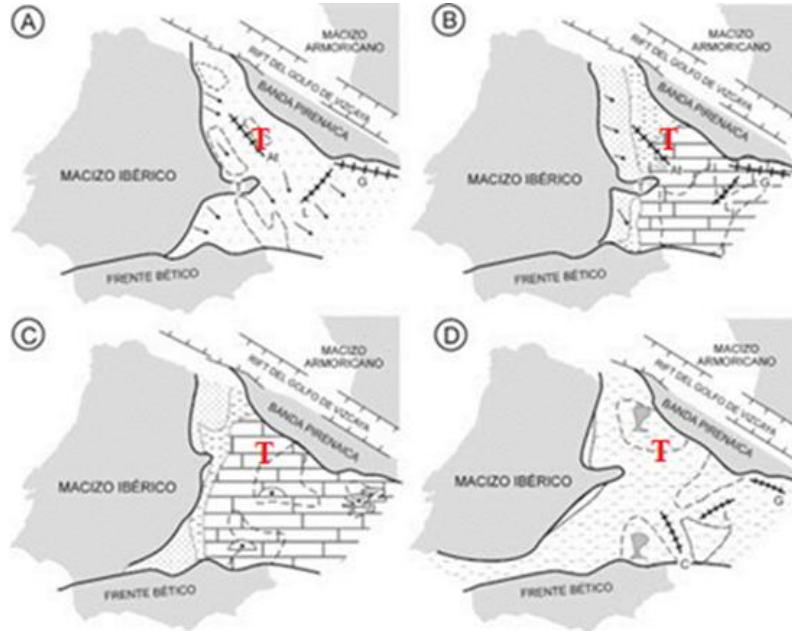 A
MACIZO
ARMORICANO
RIFT DEL GOLFO DE VIZCAYA
BANDA PIRENAICA
T
At
MACIZO IBÉRICO
L
G
FRENTE BÉTICO
B
MACIZO
ARMORICANO
RIFT DEL GOLFO DE VIZCAYA
BANDA PIRENAICA
T
At
MACIZO IBÉRICO
L
G
FRENTE BÉTICO
C
MACIZO
ARMORICANO
RIFT DEL GOLFO DE VIZCAYA
BANDA PIRENAICA
T
MACIZO IBÉRICO
FRENTE BÉTICO
D
MACIZO
ARMORICANO
RIFT DEL GOLFO DE VIZCAYA
BANDA PIRENAICA
T
MACIZO IBÉRICO
L
G
C
FRENTE BÉTICO